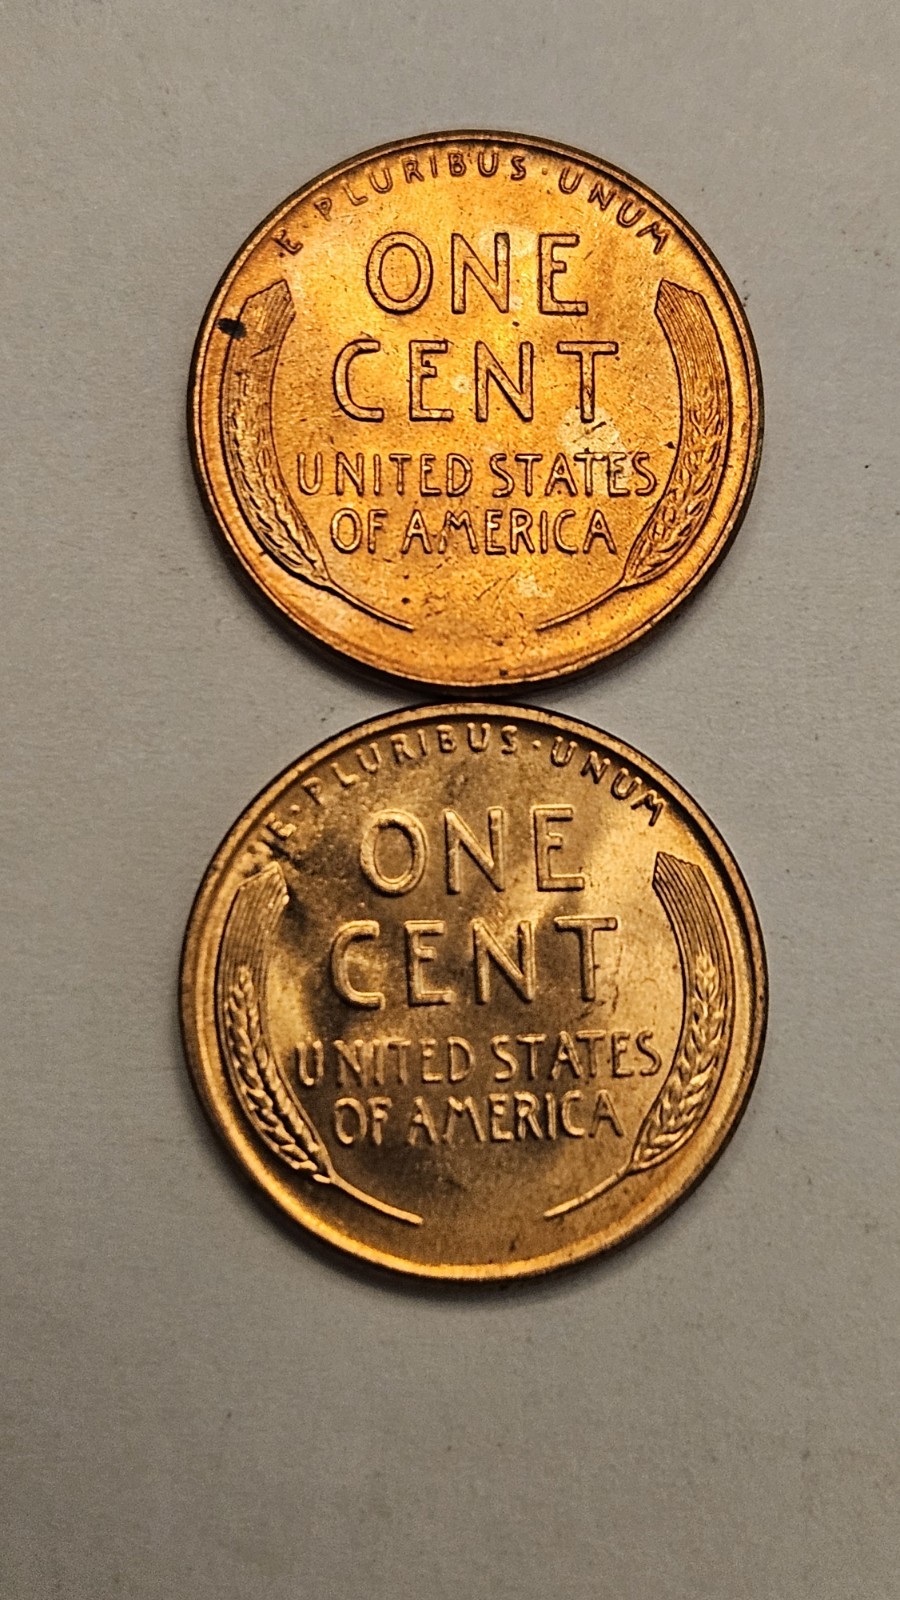 E·PLURIBUS·UNUM
ONE
CENT
UNITED STATES
OF AMERICA
E·PLURIBUS·UNUM
ONE
CENT
UNITED STATES
OF AMERICA